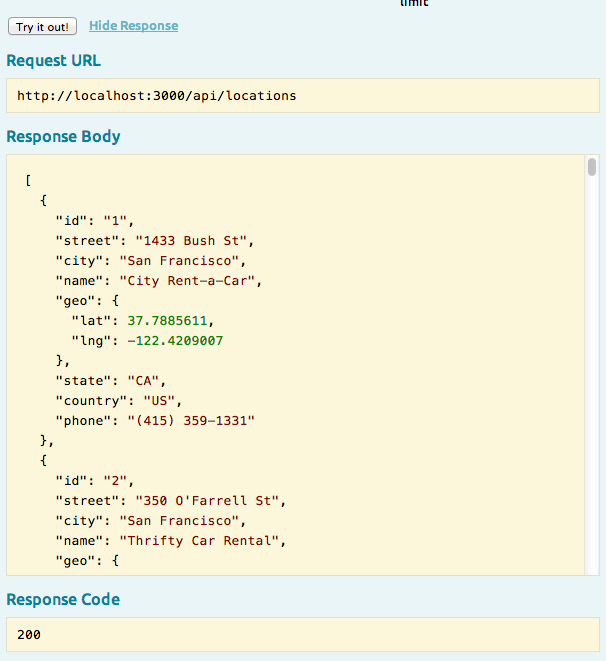 limit
Try it out! Hide Response
Request URL
http://localhost:3000/api/locations
Response Body
[
  {
    "id": "1",
    "street": "1433 Bush St",
    "city": "San Francisco",
    "name": "City Rent-a-Car",
    "geo": {
      "lat": 37.7885611,
      "lng": -122.4209007
    },
    "state": "CA",
    "country": "US",
    "phone": "(415) 359-1331"
  },
  {
    "id": "2",
    "street": "350 O'Farrell St",
    "city": "San Francisco",
    "name": "Thrifty Car Rental",
    "geo": {
Response Code
200